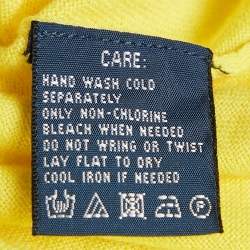 CARE:
HAND WASH COLD
SEPARATELY
ONLY NON-CHLORINE
BLEACH WHEN NEEDED
DO NOT WRING OR TWIST
LAY FLAT TO DRY
COOL IRON IF NEEDED